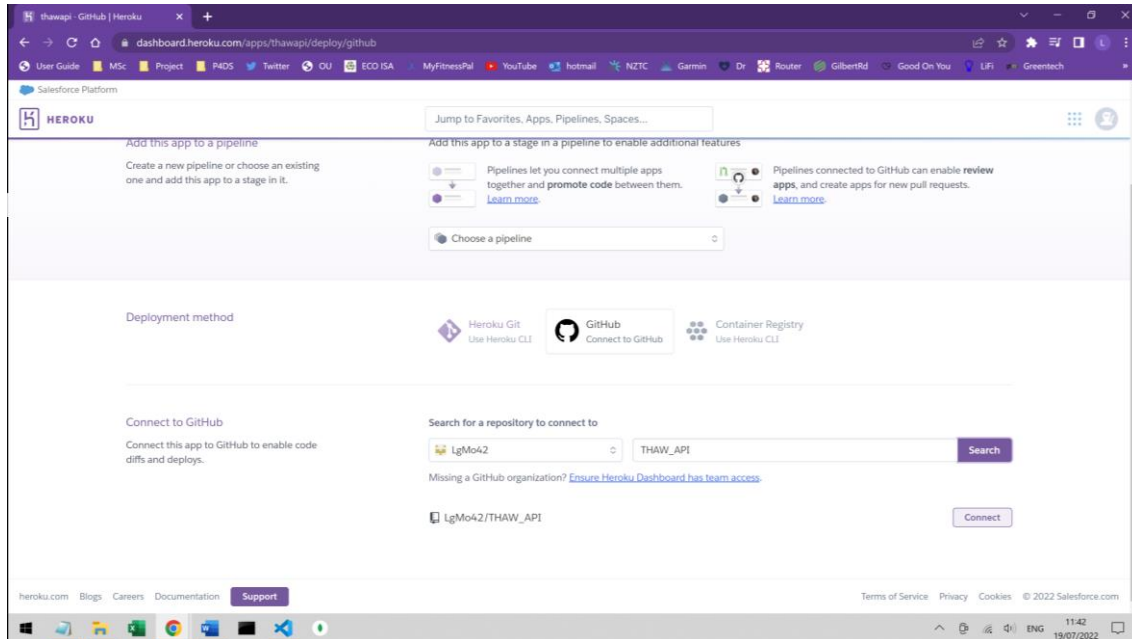 thawapi · GitHub | Heroku
dashboard.heroku.com/apps/thawapi/deploy/github
User Guide MSc Project P4DS Twitter OU ECO ISA MyFitnessPal YouTube hotmail NZTC Garmin Dr Router GilbertRd Good On You LiFi Greentech
Salesforce Platform
HEROKU
Jump to Favorites, Apps, Pipelines, Spaces...
Add this app to a pipeline
Create a new pipeline or choose an existing
one and add this app to a stage in it.
Add this app to a stage in a pipeline to enable additional features
Pipelines let you connect multiple apps
together and promote code between them.
Learn more.
Pipelines connected to GitHub can enable review
apps, and create apps for new pull requests.
Learn more.
Choose a pipeline
Deployment method
Heroku Git
Use Heroku CLI
GitHub
Connect to GitHub
Container Registry
Use Heroku CLI
Connect to GitHub
Connect this app to GitHub to enable code
diffs and deploys.
Search for a repository to connect to
LgMo42
THAW_API
Search
Missing a GitHub organization? Ensure Heroku Dashboard has team access.
LgMo42/THAW_API
Connect
heroku.com Blogs Careers Documentation Support
Terms of Service Privacy Cookies © 2022 Salesforce.com
ENG
11:42
19/07/2022